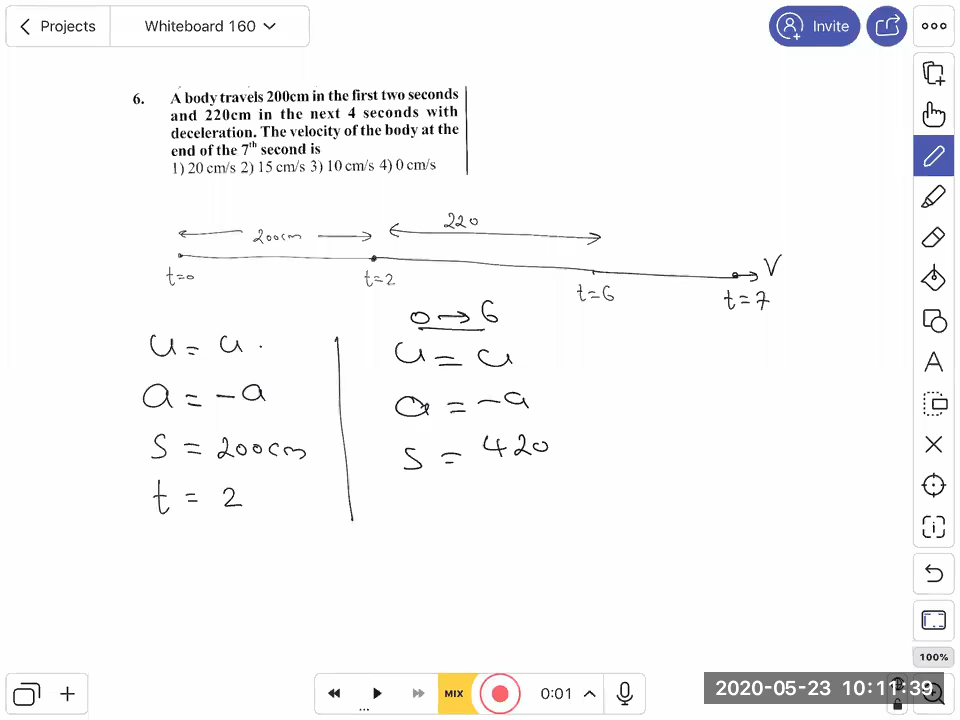 Projects
Whiteboard 160
Invite
6. A body travels 200cm in the first two seconds
and 220cm in the next 4 seconds with
deceleration. The velocity of the body at the
end of the 7th second is
1) 20 cm/s 2) 15 cm/s 3) 10 cm/s 4) 0 cm/s
200cm
220
t=0
t=2
t=6
t=7
V
u = u
a = -a
s = 200cm
t = 2
0 → 6
u = u
a = -a
s = 420
A
100%
MIX
0:01
2020-05-23 10:11:39